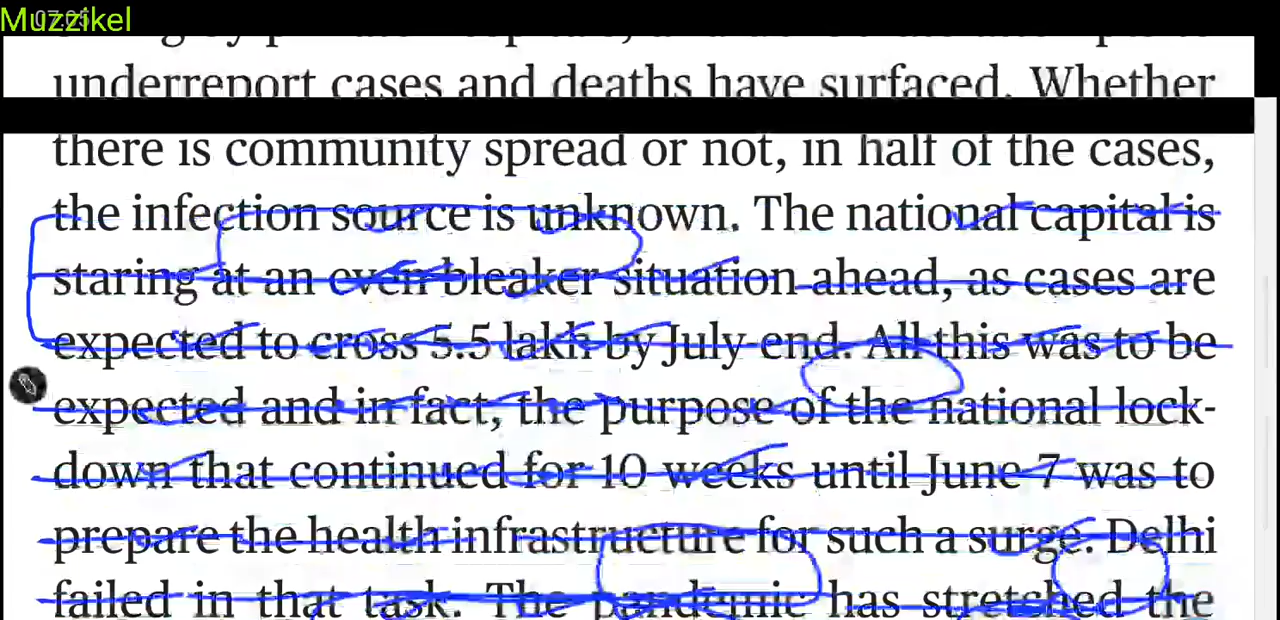 Muzzikel
underreport cases and deaths have surfaced. Whether
there is community spread or not, in half of the cases,
the infection source is unknown. The national capital is
staring at an even bleaker situation ahead, as cases are
expected to cross 5.5 lakh by July-end. All this was to be
expected and in fact, the purpose of the national lock-
down that continued for 10 weeks until June 7 was to
prepare the health infrastructure for such a surge. Delhi
failed in that task. The pandemic has stretched the